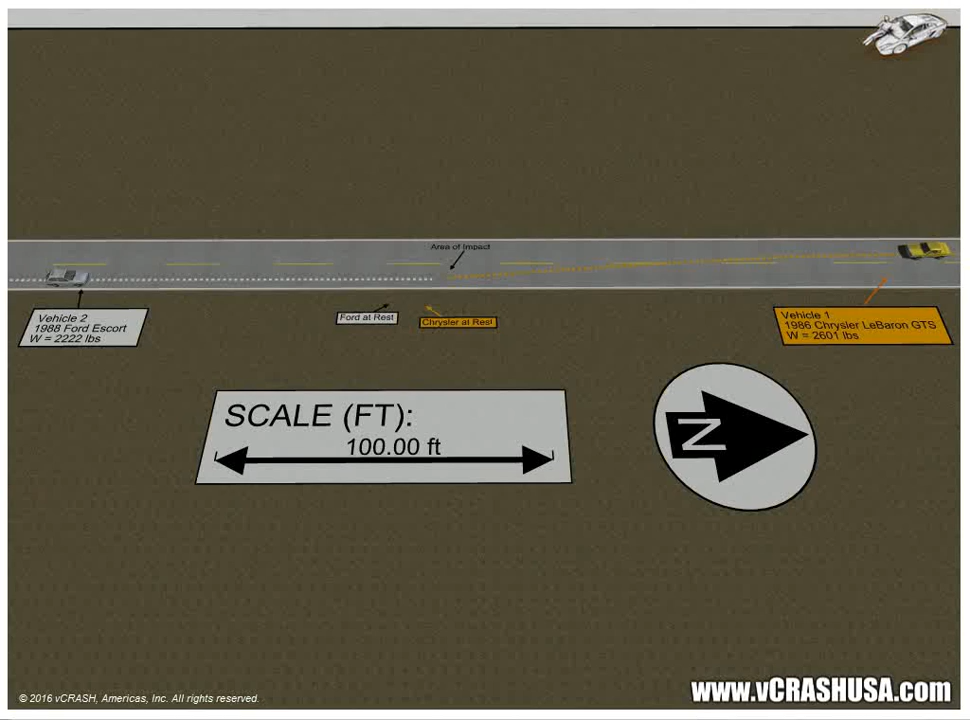 Area of Impact
Vehicle 2
1988 Ford Escort
W = 2222 lbs
Ford at Rest
Chrysler at Rest
Vehicle 1
1986 Chrysler LeBaron GTS
W = 2601 lbs
SCALE (FT):
100.00 ft
N
© 2016 vCRASH, Americas, Inc. All rights reserved.
www.vCRASHUSA.com